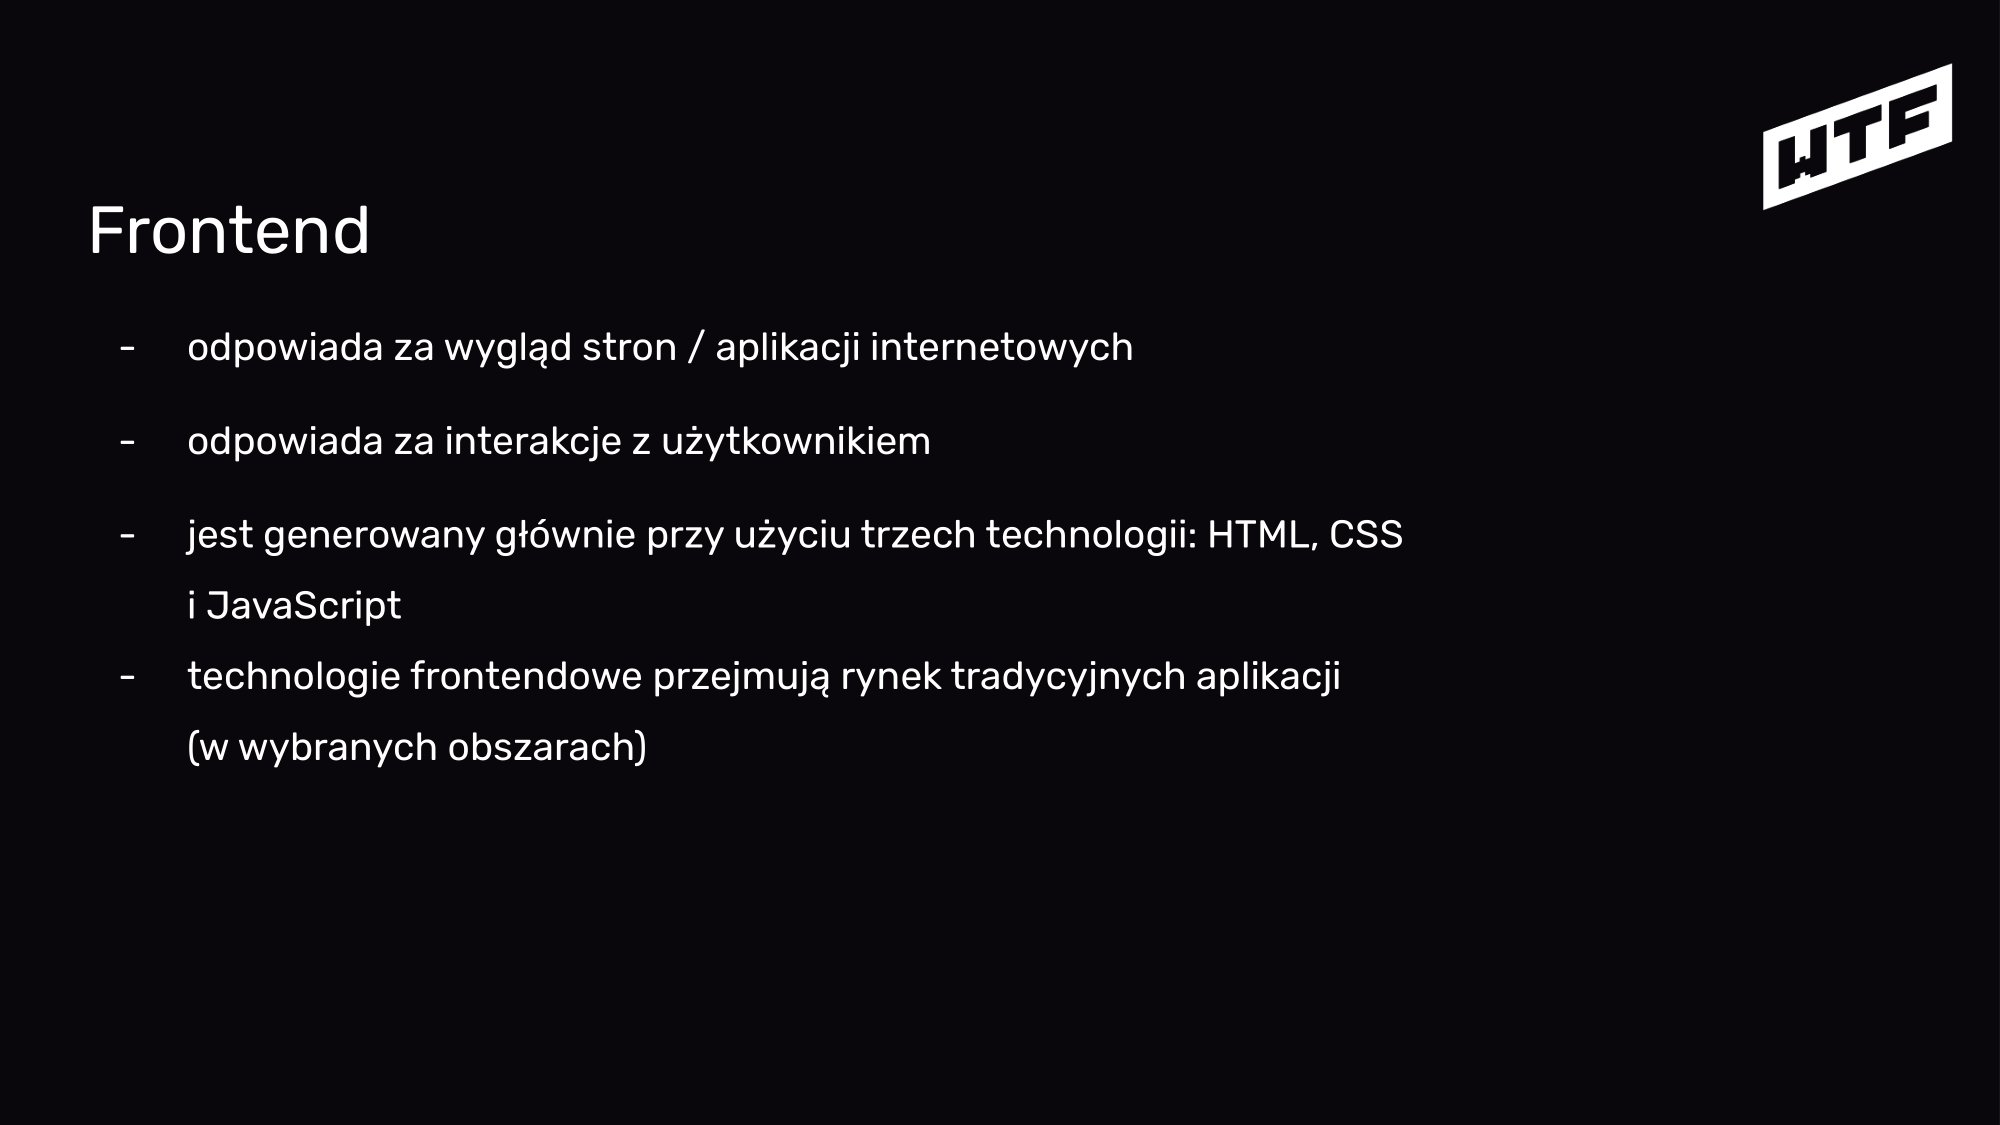 WTF
Frontend
- odpowiada za wygląd stron / aplikacji internetowych
- odpowiada za interakcje z użytkownikiem
- jest generowany głównie przy użyciu trzech technologii: HTML, CSS
i JavaScript
- technologie frontendowe przejmują rynek tradycyjnych aplikacji
(w wybranych obszarach)